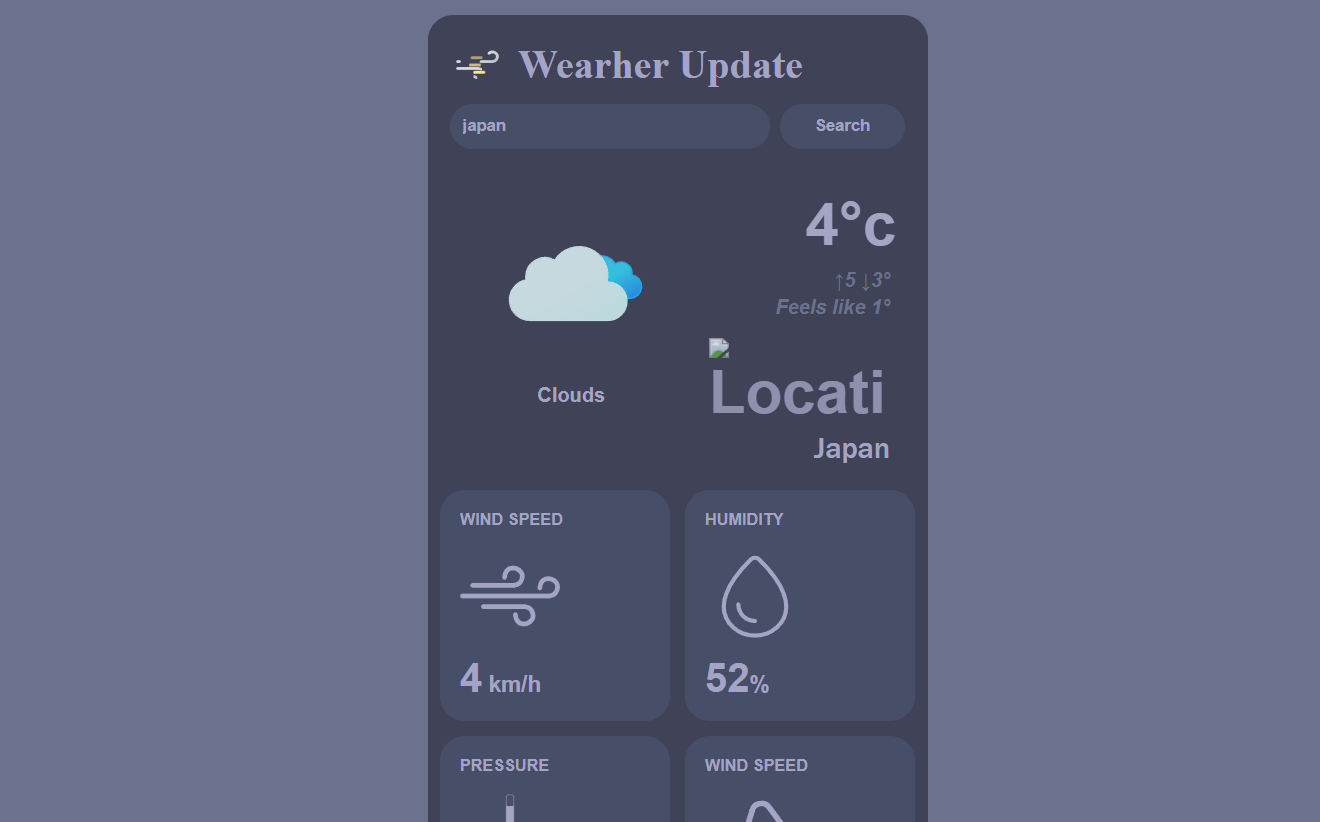 Wearher Update
japan
Search
4°c
↑5 ↓3°
Feels like 1°
Clouds
Locati
Japan
WIND SPEED
HUMIDITY
4 km/h
52%
PRESSURE
WIND SPEED